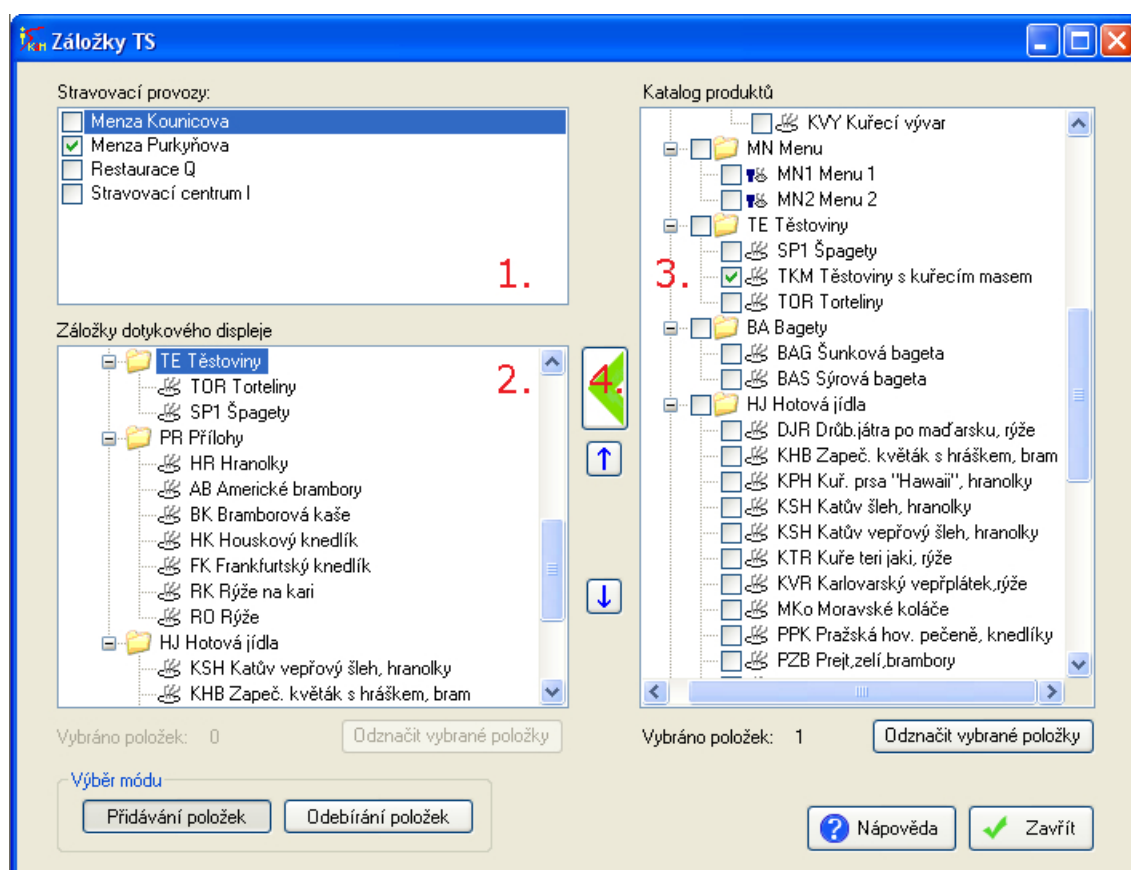 Záložky TS
Stravovací provozy:
Menza Kounicova
Menza Purkyňova
Restaurace Q
Stravovací centrum I
1.
Záložky dotykového displeje
TE Těstoviny
TOR Torteliny
SP1 Špagety
PR Přílohy
HR Hranolky
AB Americké brambory
BK Bramborová kaše
HK Houskový knedlík
FK Frankfurtský knedlík
RK Rýže na kari
RO Rýže
HJ Hotová jídla
KSH Katův vepřový šleh, hranolky
KHB Zapeč. květák s hráškem, bram
2.
Vybráno položek: 0
Odznačit vybrané položky
Výběr módu
Přidávání položek
Odebírání položek
4.
Katalog produktů
KVY Kuřecí vývar
MN Menu
MN1 Menu 1
MN2 Menu 2
TE Těstoviny
SP1 Špagety
3.
TKM Těstoviny s kuřecím masem
TOR Torteliny
BA Bagety
BAG Šunková bageta
BAS Sýrová bageta
HJ Hotová jídla
DJR Drůb.játra po maďarsku, rýže
KHB Zapeč. květák s hráškem, bram
KPH Kuř. prsa "Hawaii", hranolky
KSH Katův šleh, hranolky
KSH Katův vepřový šleh, hranolky
KTR Kuře teri jaki, rýže
KVR Karlovarský vepřplátek,rýže
MKo Moravské koláče
PPK Pražská hov. pečeně, knedlíky
PZB Prejt,zelí,brambory
Vybráno položek: 1
Odznačit vybrané položky
Nápověda
Zavřít